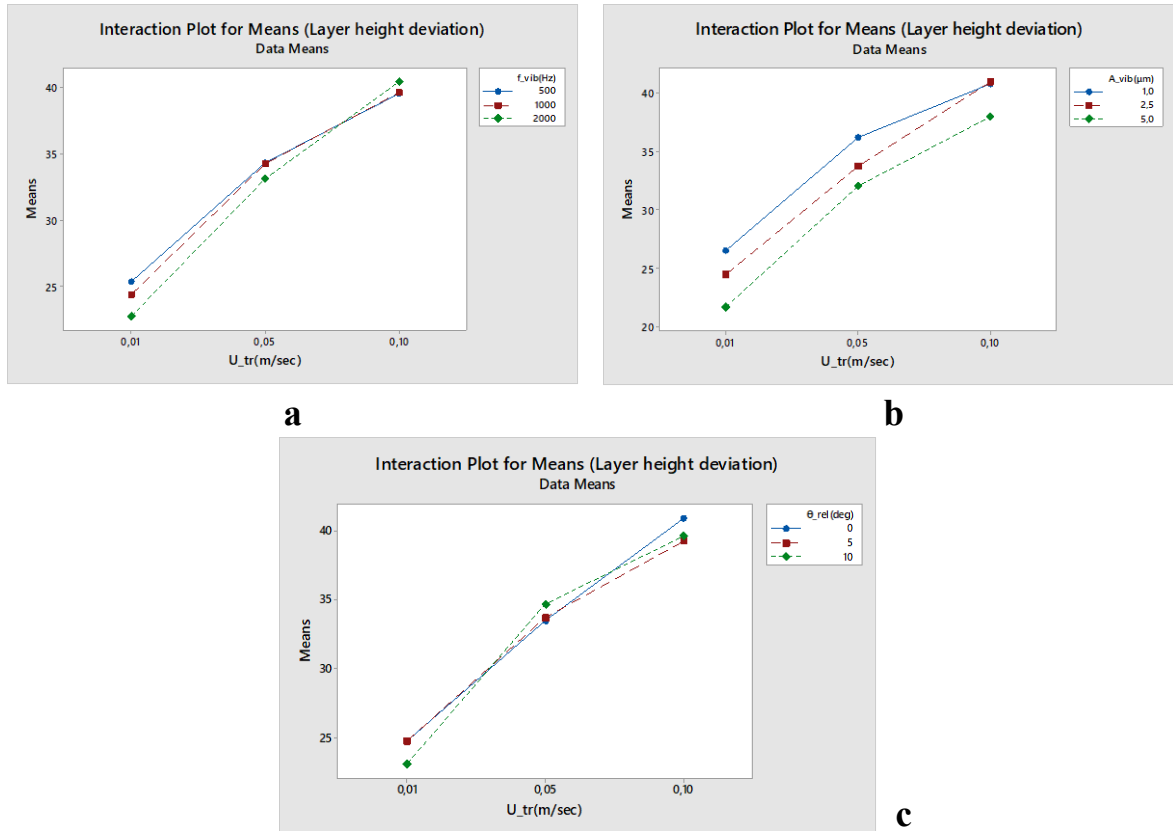 Interaction Plot for Means (Layer height deviation)
Data Means
f_vib(Hz)
500
1000
2000
40
35
30
25
Means
0,01
0,05
0,10
U_tr(m/sec)
a
Interaction Plot for Means (Layer height deviation)
Data Means
A_vib(µm)
1,0
2,5
5,0
40
35
30
25
20
Means
0,01
0,05
0,10
U_tr(m/sec)
b
Interaction Plot for Means (Layer height deviation)
Data Means
θ_rel(deg)
0
5
10
40
35
30
25
Means
0,01
0,05
0,10
U_tr(m/sec)
c